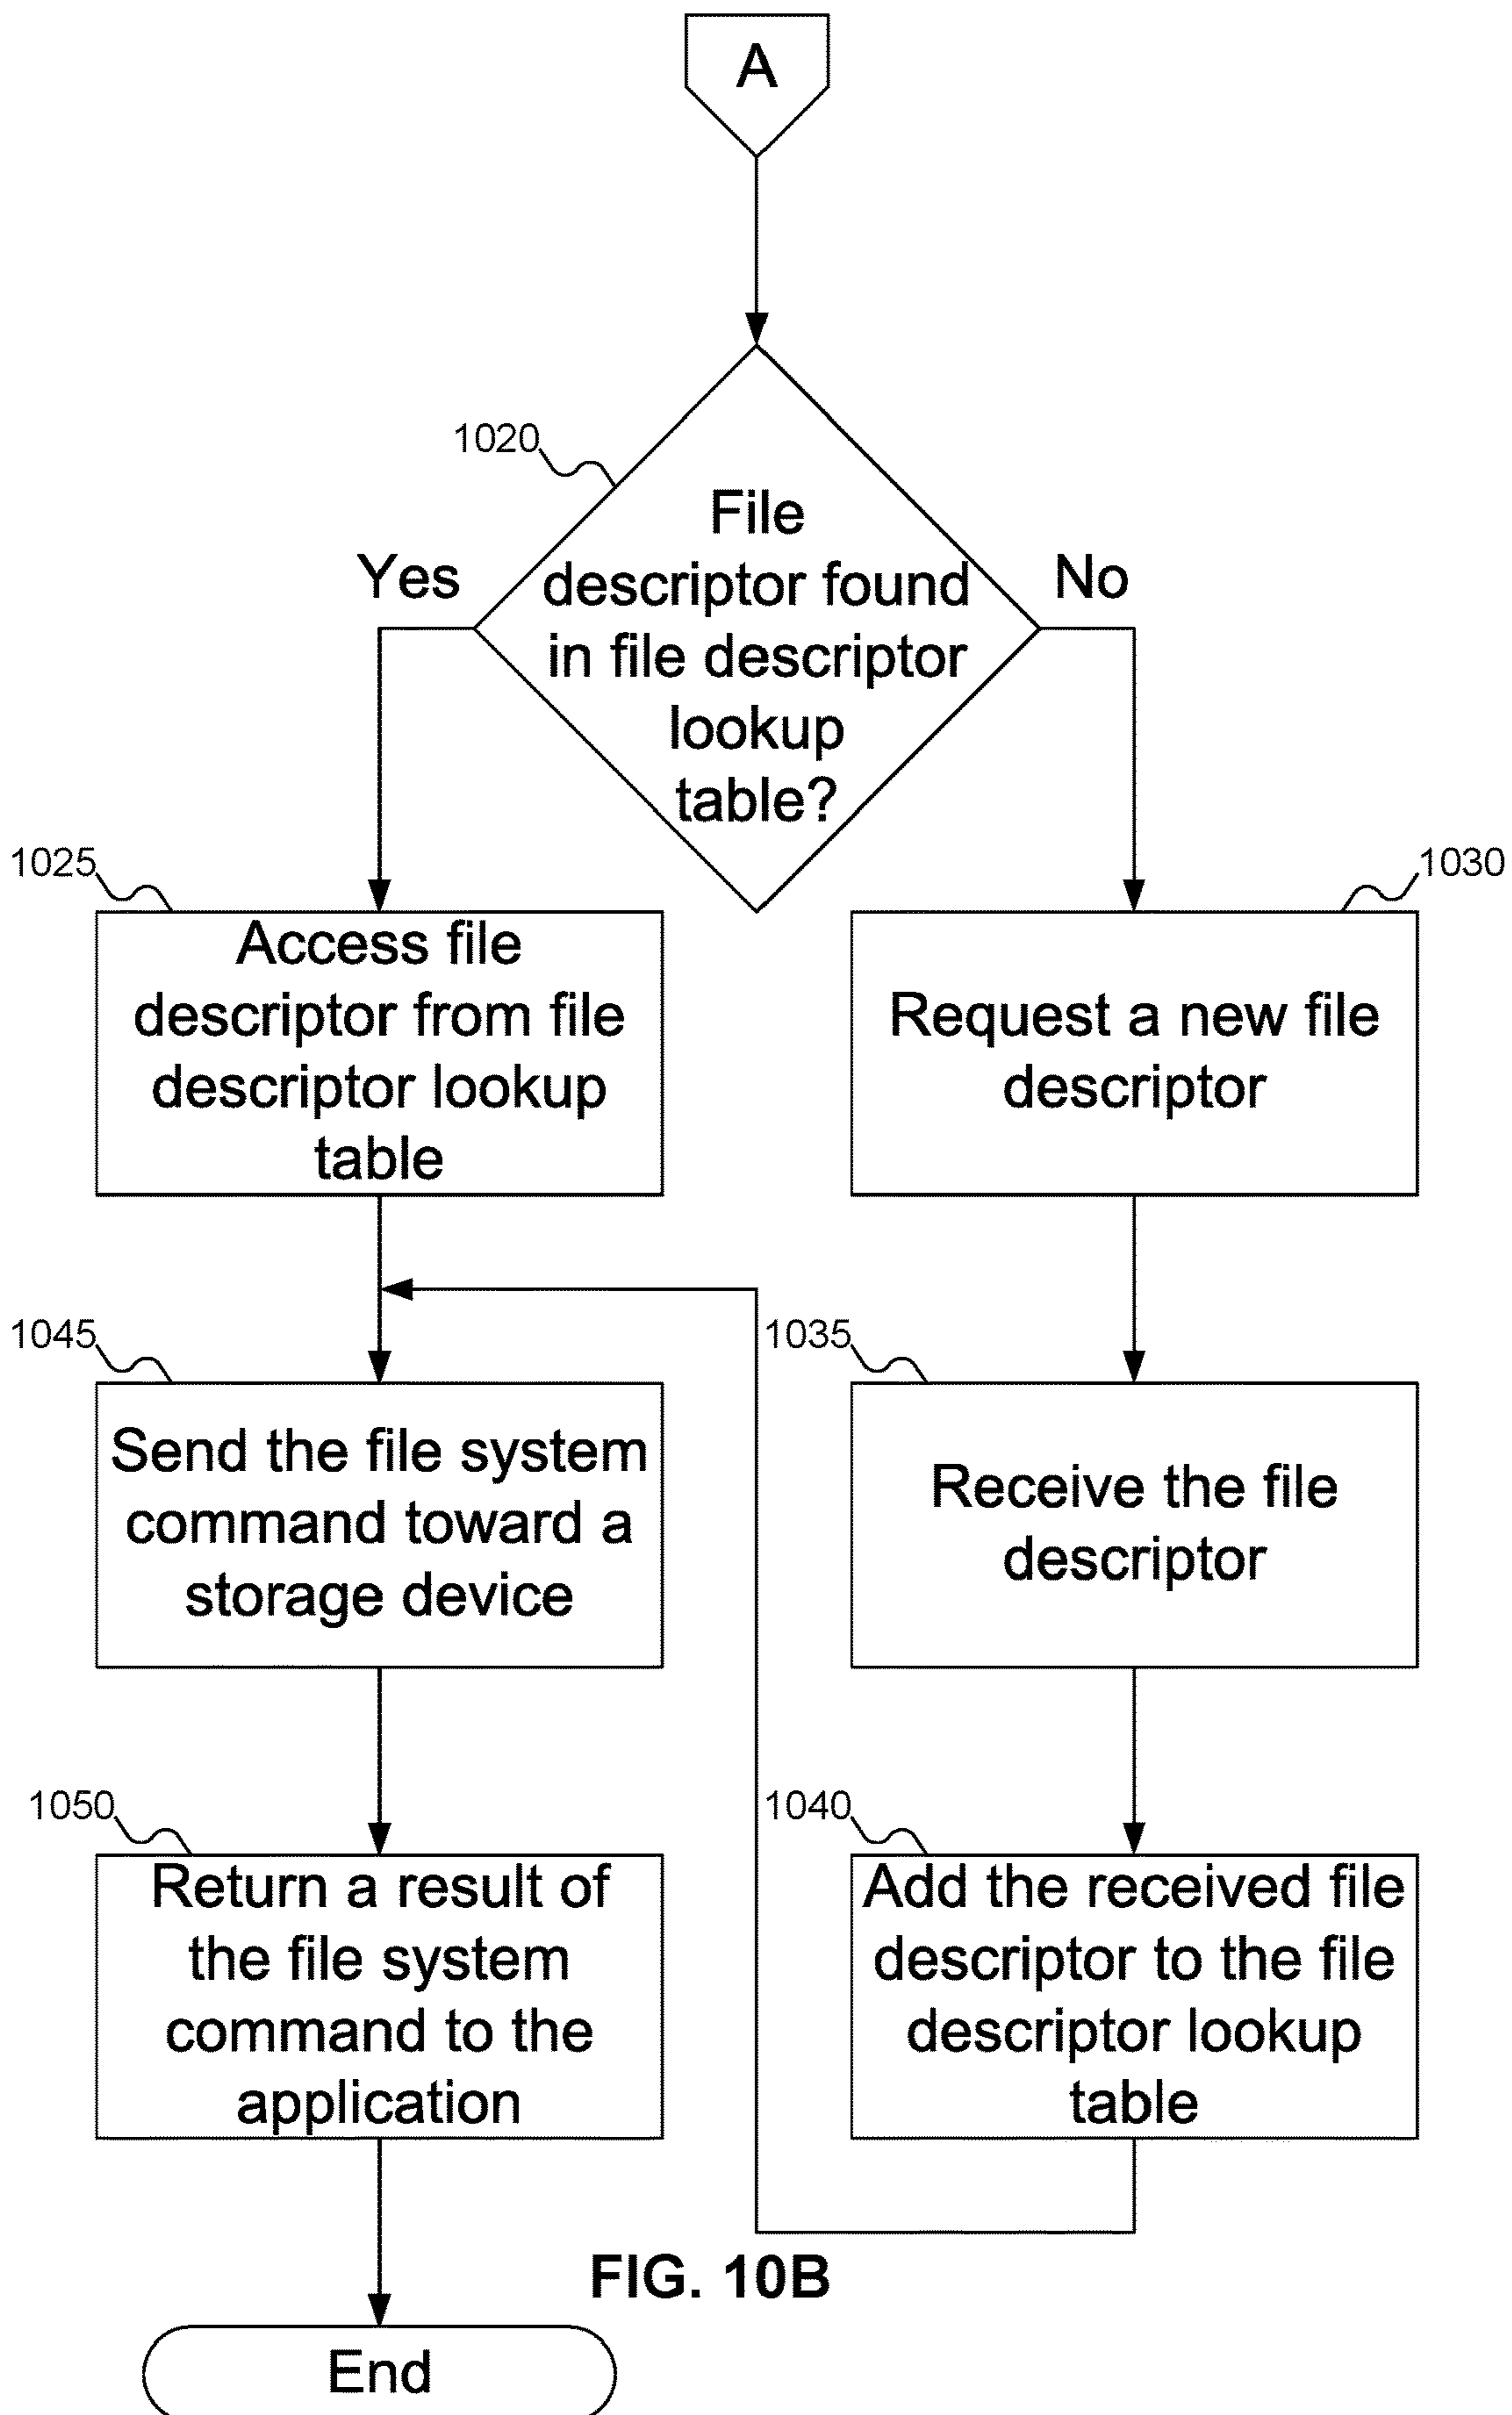 A
1020
File
descriptor found
in file descriptor
lookup
table?
Yes
No
1025
Access file
descriptor from file
descriptor lookup
table
1030
Request a new file
descriptor
1045
Send the file system
command toward a
storage device
1035
Receive the file
descriptor
1050
Return a result of
the file system
command to the
application
1040
Add the received file
descriptor to the file
descriptor lookup
table
FIG. 10B
End